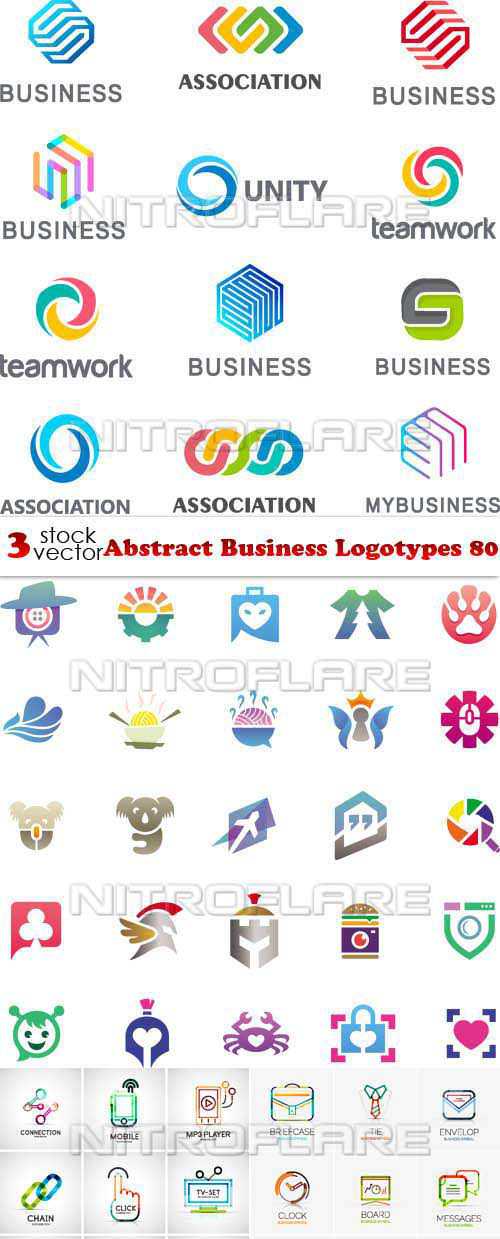 BUSINESS
ASSOCIATION
BUSINESS
BUSINESS
UNITY
teamwork
NITROFLARE
teamwork
BUSINESS
BUSINESS
NITROFLARE
ASSOCIATION
ASSOCIATION
MYBUSINESS
3 stock vector Abstract Business Logotypes 80
NITROFLARE
NITROFLARE
CONNECTION
MOBILE
MP3 PLAYER
BRIEFCASE
TIE
ENVELOP
NITROFLARE
CHAIN
CLICK
TV-SET
CLOCK
BOARD
MESSAGES